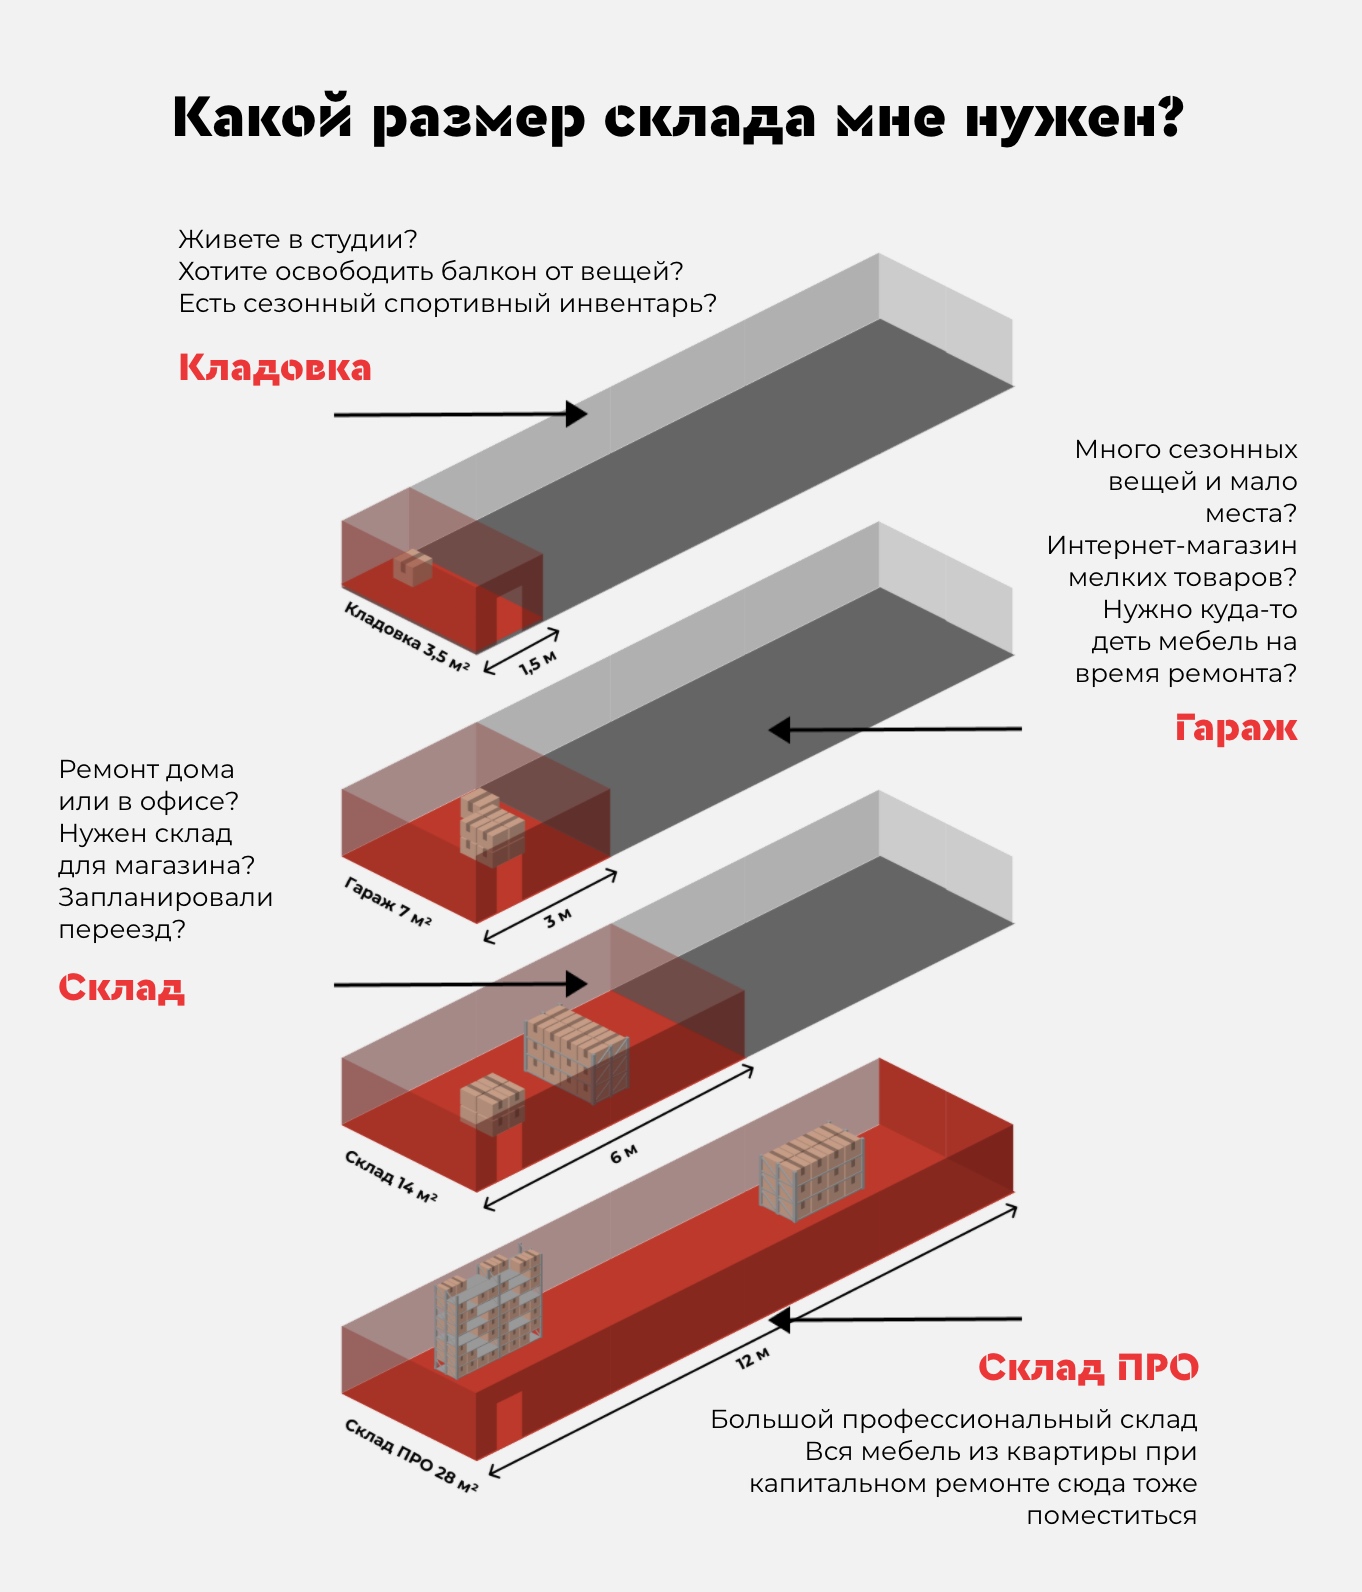 Какой размер склада мне нужен?
Живете в студии?
Хотите освободить балкон от вещей?
Есть сезонный спортивный инвентарь?
Кладовка
Кладовка 3,5 м²
1,5 м
Много сезонных
вещей и мало
места?
Интернет-магазин
мелких товаров?
Нужно куда-то
деть мебель на
время ремонта?
Гараж
Гараж 7 м²
3 м
Ремонт дома
или в офисе?
Нужен склад
для магазина?
Запланировали
переезд?
Склад
Склад 14 м²
6 м
Склад ПРО 28 м²
12 м
Склад ПРО
Большой профессиональный склад
Вся мебель из квартиры при
капитальном ремонте сюда тоже
поместиться